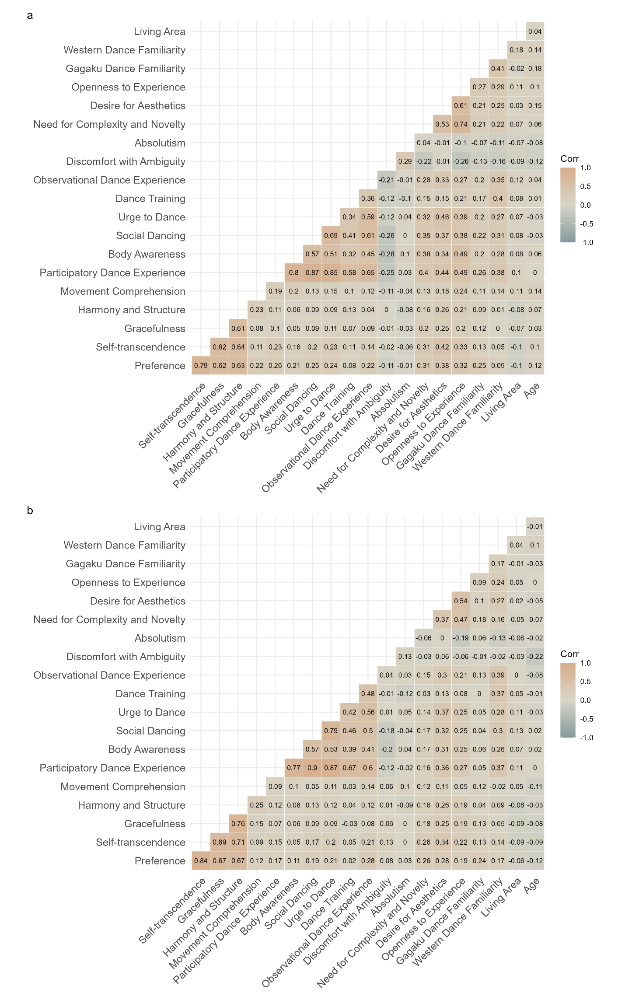 a
Living Area 0.04
Western Dance Familiarity 0.18 0.14
Gagaku Dance Familiarity 0.41 -0.02 0.18
Openness to Experience 0.27 0.29 0.11 0.1
Desire for Aesthetics 0.61 0.21 0.25 0.03 0.15
Need for Complexity and Novelty 0.53 0.74 0.21 0.22 0.07 0.06
Absolutism 0.04 -0.01 -0.1 -0.07 -0.11 -0.07 -0.08
Discomfort with Ambiguity 0.29 -0.22 -0.01 -0.26 -0.13 -0.16 -0.09 -0.12
Observational Dance Experience -0.21 -0.01 0.28 0.33 0.27 0.2 0.35 0.12 0.04
Dance Training 0.36 -0.12 -0.1 0.15 0.15 0.21 0.17 0.4 0.08 0.01
Urge to Dance 0.34 0.59 -0.12 0.04 0.32 0.46 0.39 0.2 0.27 0.07 -0.03
Social Dancing 0.69 0.41 0.61 -0.26 0 0.35 0.37 0.38 0.22 0.31 0.08 -0.03
Body Awareness 0.57 0.51 0.32 0.45 -0.28 0.1 0.38 0.34 0.49 0.2 0.28 0.08 0.06
Participatory Dance Experience 0.8 0.87 0.85 0.58 0.65 -0.25 0.03 0.4 0.44 0.49 0.26 0.38 0.1 0
Movement Comprehension 0.19 0.2 0.13 0.15 0.1 0.12 -0.11 -0.04 0.13 0.18 0.24 0.11 0.14 0.11 0.14
Harmony and Structure 0.23 0.11 0.06 0.09 0.09 0.13 0.04 0 -0.08 0.16 0.26 0.21 0.09 0.01 -0.08 0.07
Gracefulness 0.61 0.08 0.1 0.05 0.09 0.11 0.07 0.09 -0.01 -0.03 0.2 0.25 0.2 0.12 0 -0.07 0.03
Self-transcendence 0.62 0.64 0.11 0.23 0.16 0.2 0.23 0.11 0.14 -0.02 -0.06 0.31 0.42 0.33 0.13 0.05 -0.1 0.1
Preference 0.79 0.62 0.63 0.22 0.26 0.21 0.25 0.24 0.08 0.22 -0.11 -0.01 0.31 0.38 0.32 0.25 0.09 -0.1 0.12
Self-transcendence
Gracefulness
Harmony and Structure
Movement Comprehension
Participatory Dance Experience
Body Awareness
Social Dancing
Urge to Dance
Dance Training
Observational Dance Experience
Discomfort with Ambiguity
Absolutism
Need for Complexity and Novelty
Desire for Aesthetics
Openness to Experience
Gagaku Dance Familiarity
Western Dance Familiarity
Living Area
Age
Corr
1.0
0.5
0.0
-0.5
-1.0
b
Living Area -0.01
Western Dance Familiarity 0.04 0.1
Gagaku Dance Familiarity 0.17 -0.01 -0.03
Openness to Experience 0.09 0.24 0.05 0
Desire for Aesthetics 0.54 0.1 0.27 0.02 -0.05
Need for Complexity and Novelty 0.37 0.47 0.18 0.16 -0.05 -0.07
Absolutism -0.06 0 -0.19 0.06 -0.13 -0.06 -0.02
Discomfort with Ambiguity 0.13 -0.03 0.06 -0.06 -0.01 -0.02 -0.03 -0.22
Observational Dance Experience 0.04 0.03 0.15 0.3 0.21 0.13 0.39 0 -0.08
Dance Training 0.48 -0.01 -0.12 0.03 0.13 0.08 0 0.37 0.05 -0.01
Urge to Dance 0.42 0.56 0.01 0.05 0.14 0.37 0.25 0.05 0.28 0.11 -0.03
Social Dancing 0.79 0.46 0.5 -0.18 -0.04 0.17 0.32 0.25 0.04 0.3 0.13 0.02
Body Awareness 0.57 0.53 0.39 0.41 -0.2 0.04 0.17 0.31 0.25 0.06 0.26 0.07 0.02
Participatory Dance Experience 0.77 0.9 0.87 0.67 0.6 -0.12 -0.02 0.16 0.36 0.27 0.05 0.37 0.11 0
Movement Comprehension 0.09 0.1 0.05 0.11 0.03 0.14 0.06 0.1 0.12 0.11 0.05 0.12 -0.02 0.05 -0.11
Harmony and Structure 0.25 0.12 0.08 0.13 0.12 0.04 0.12 0.01 -0.09 0.16 0.26 0.19 0.04 0.09 -0.08 -0.03
Gracefulness 0.76 0.15 0.07 0.06 0.09 0.09 -0.03 0.08 0.06 0 0.18 0.25 0.19 0.13 0.05 -0.09 -0.08
Self-transcendence 0.69 0.71 0.09 0.15 0.05 0.17 0.2 0.05 0.21 0.13 0 0.26 0.34 0.22 0.13 0.14 -0.09 -0.09
Preference 0.84 0.67 0.67 0.12 0.17 0.11 0.19 0.21 0.02 0.28 0.08 0.03 0.26 0.28 0.19 0.24 0.17 -0.06 -0.12
Self-transcendence
Gracefulness
Harmony and Structure
Movement Comprehension
Participatory Dance Experience
Body Awareness
Social Dancing
Urge to Dance
Dance Training
Observational Dance Experience
Discomfort with Ambiguity
Absolutism
Need for Complexity and Novelty
Desire for Aesthetics
Openness to Experience
Gagaku Dance Familiarity
Western Dance Familiarity
Living Area
Age
Corr
1.0
0.5
0.0
-0.5
-1.0